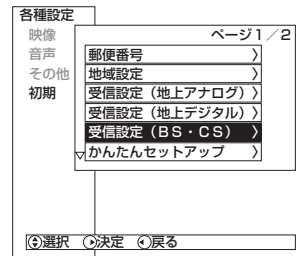 各種設定
映像
音声
その他
初期
ページ1／2
郵便番号
地域設定
受信設定（地上アナログ）
受信設定（地上デジタル）
受信設定（BS・CS）
かんたんセットアップ
選択 決定 戻る